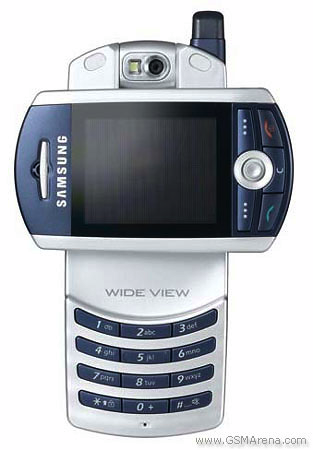 SAMSUNG
C
WIDE VIEW
1 2abc 3def
4ghi 5jkl 6mno
7pqrs 8tuv 9wxyz
* 0+ #
www.GSMArena.com